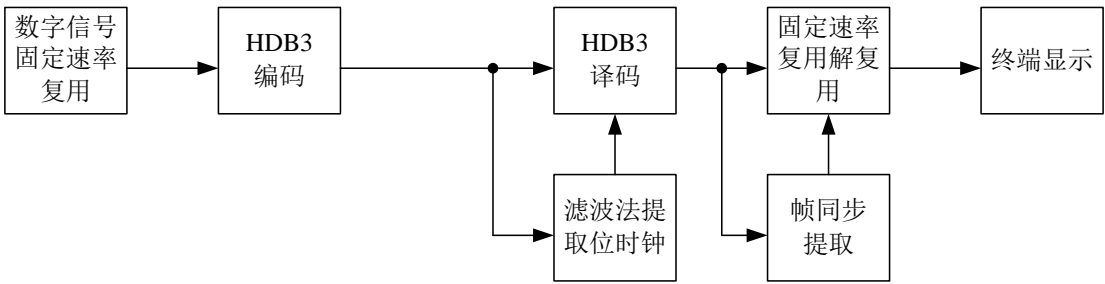 数字信号
固定速率
复用
HDB3
编码
HDB3
译码
固定速率
复用解复
用
终端显示
滤波法提
取位时钟
帧同步
提取